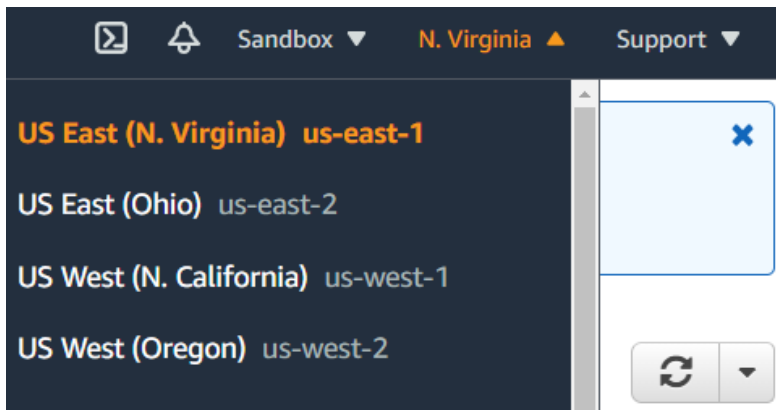 Sandbox ▼ N. Virginia ▲ Support ▼
US East (N. Virginia) us-east-1
US East (Ohio) us-east-2
US West (N. California) us-west-1
US West (Oregon) us-west-2